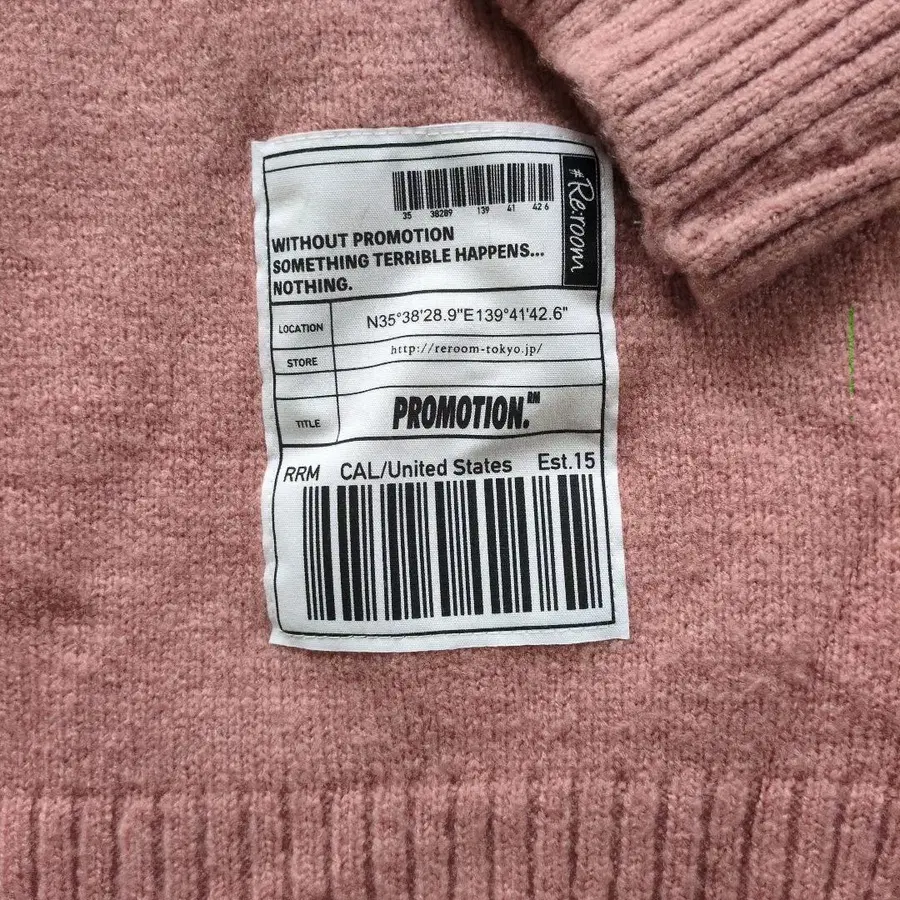 35 38289 139 41 42 6
#Re:room
WITHOUT PROMOTION
SOMETHING TERRIBLE HAPPENS...
NOTHING.
LOCATION N35°38'28.9"E139°41'42.6"
STORE http://reroom-tokyo.jp/
TITLE PROMOTION.RM
RRM CAL/United States Est.15